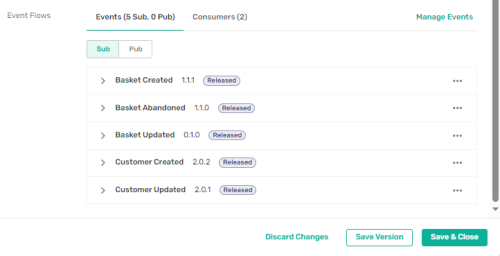 Event Flows
Events (5 Sub, 0 Pub) Consumers (2) Manage Events
Sub Pub
Basket Created 1.1.1 Released
Basket Abandoned 1.1.0 Released
Basket Updated 0.1.0 Released
Customer Created 2.0.2 Released
Customer Updated 2.0.1 Released
Discard Changes Save Version Save & Close